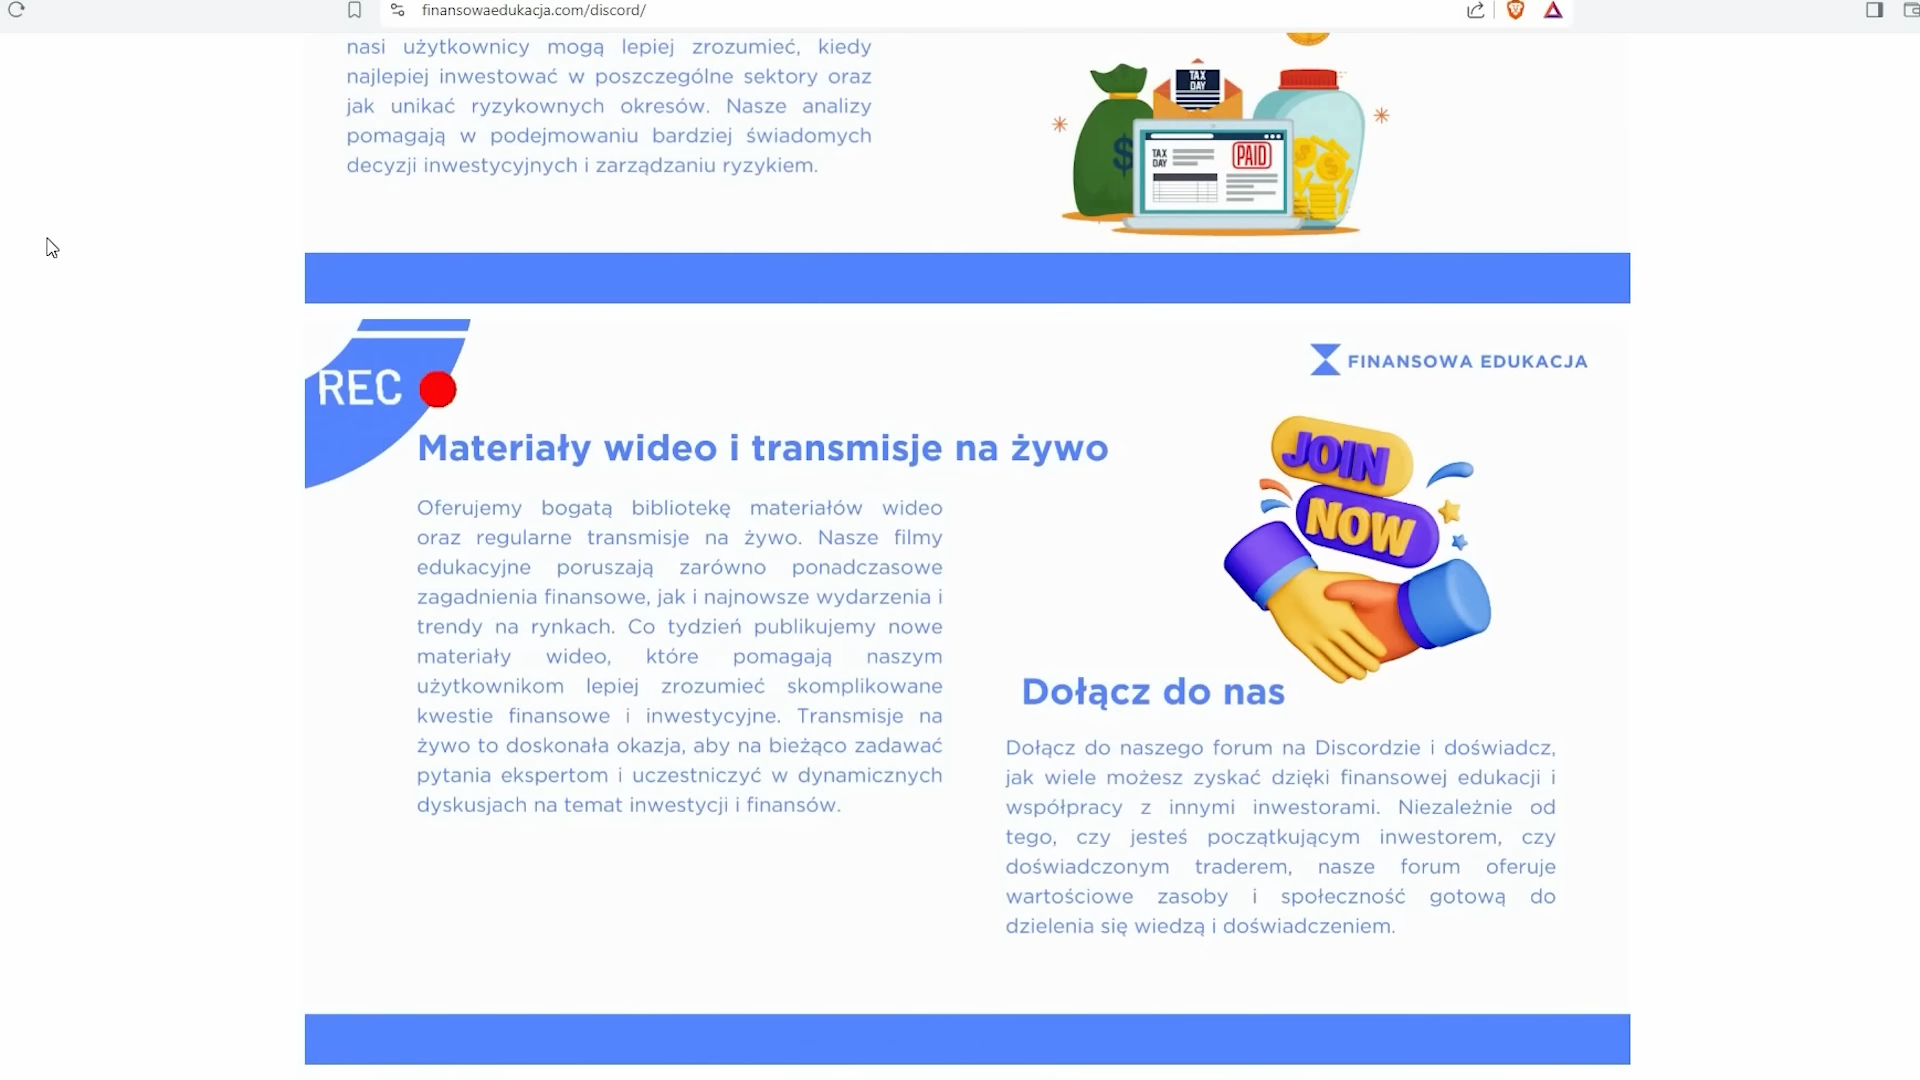 finansowaedukacja.com/discord/
nasi użytkownicy mogą lepiej zrozumieć, kiedy
najlepiej inwestować w poszczególne sektory oraz
jak unikać ryzykownych okresów. Nasze analizy
pomagają w podejmowaniu bardziej świadomych
decyzji inwestycyjnych i zarządzaniu ryzykiem.
TAX
DAY
TAX
DAY
PAID
$
REC
FINANSOWA EDUKACJA
Materiały wideo i transmisje na żywo
Oferujemy bogatą bibliotekę materiałów wideo
oraz regularne transmisje na żywo. Nasze filmy
edukacyjne poruszają zarówno ponadczasowe
zagadnienia finansowe, jak i najnowsze wydarzenia i
trendy na rynkach. Co tydzień publikujemy nowe
materiały wideo, które pomagają naszym
użytkownikom lepiej zrozumieć skomplikowane
kwestie finansowe i inwestycyjne. Transmisje na
żywo to doskonała okazja, aby na bieżąco zadawać
pytania ekspertom i uczestniczyć w dynamicznych
dyskusjach na temat inwestycji i finansów.
JOIN
NOW
Dołącz do nas
Dołącz do naszego forum na Discordzie i doświadcz,
jak wiele możesz zyskać dzięki finansowej edukacji i
współpracy z innymi inwestorami. Niezależnie od
tego, czy jesteś początkującym inwestorem, czy
doświadczonym traderem, nasze forum oferuje
wartościowe zasoby i społeczność gotową do
dzielenia się wiedzą i doświadczeniem.